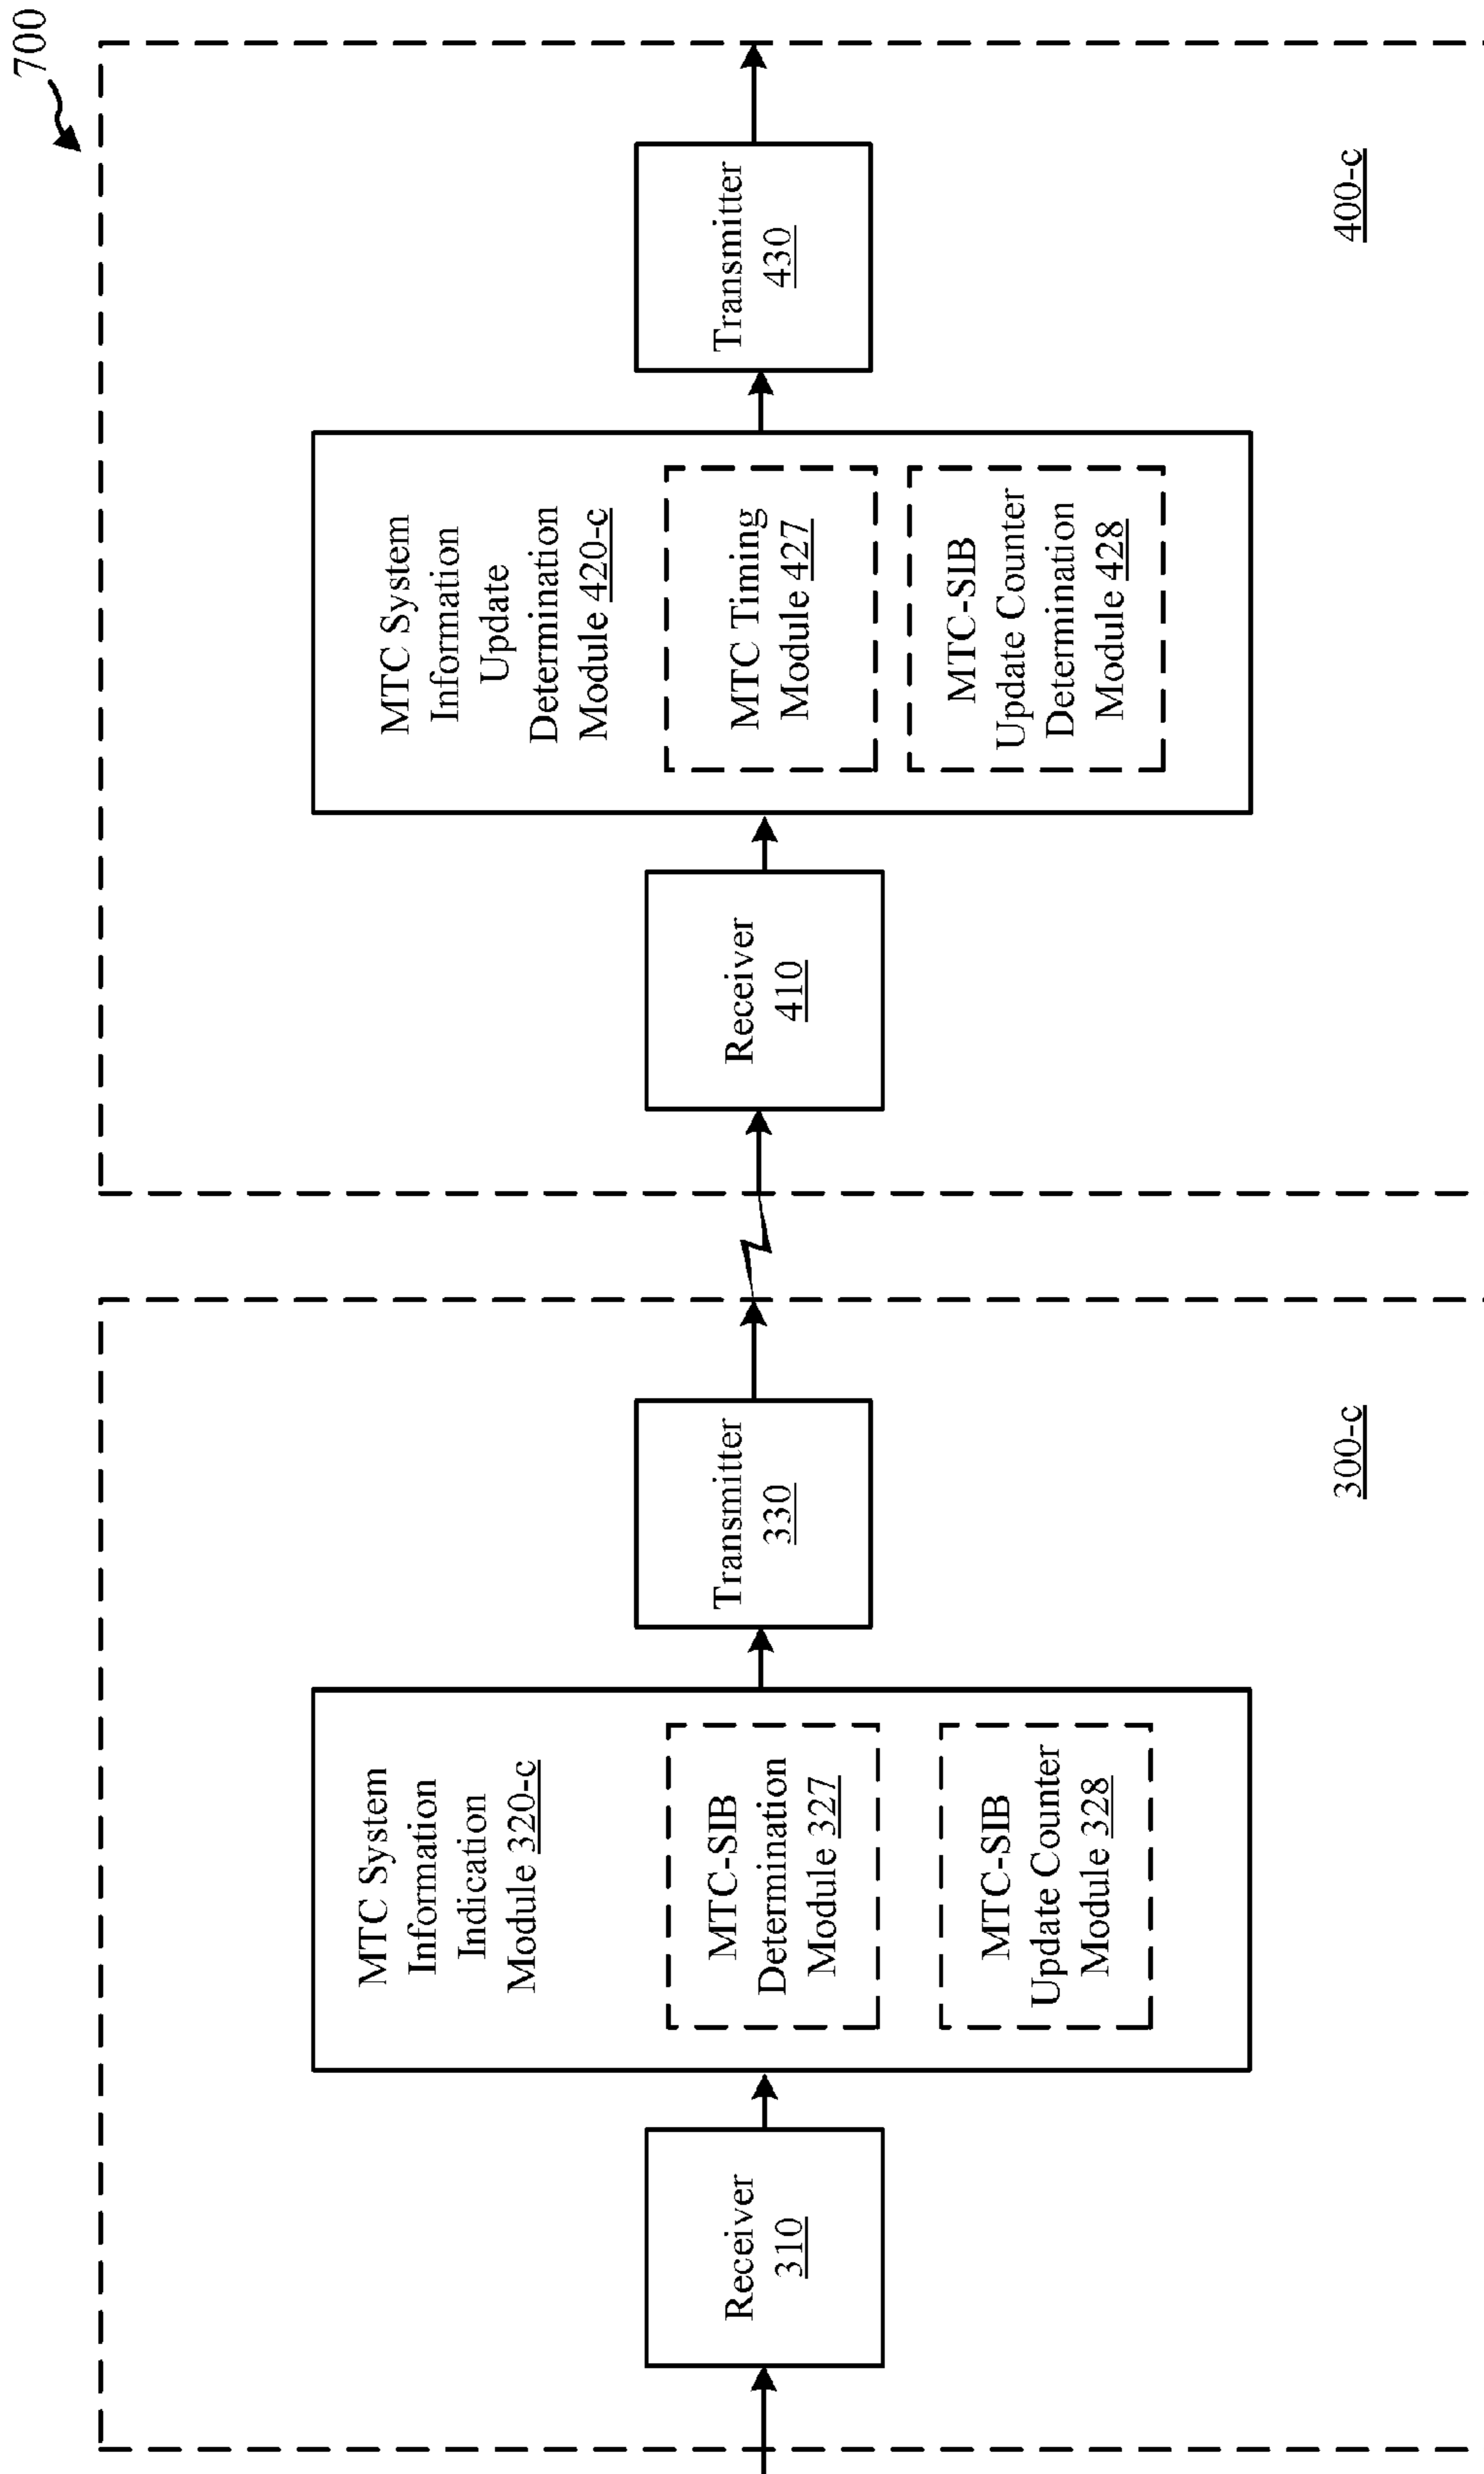 700
Receiver
310
MTC System
Information
Indication
Module 320-c
MTC-SIB
Determination
Module 327
MTC-SIB
Update Counter
Module 328
Transmitter
330
300-c
Receiver
410
MTC System
Information
Update
Determination
Module 420-c
MTC Timing
Module 427
MTC-SIB
Update Counter
Determination
Module 428
Transmitter
430
400-c